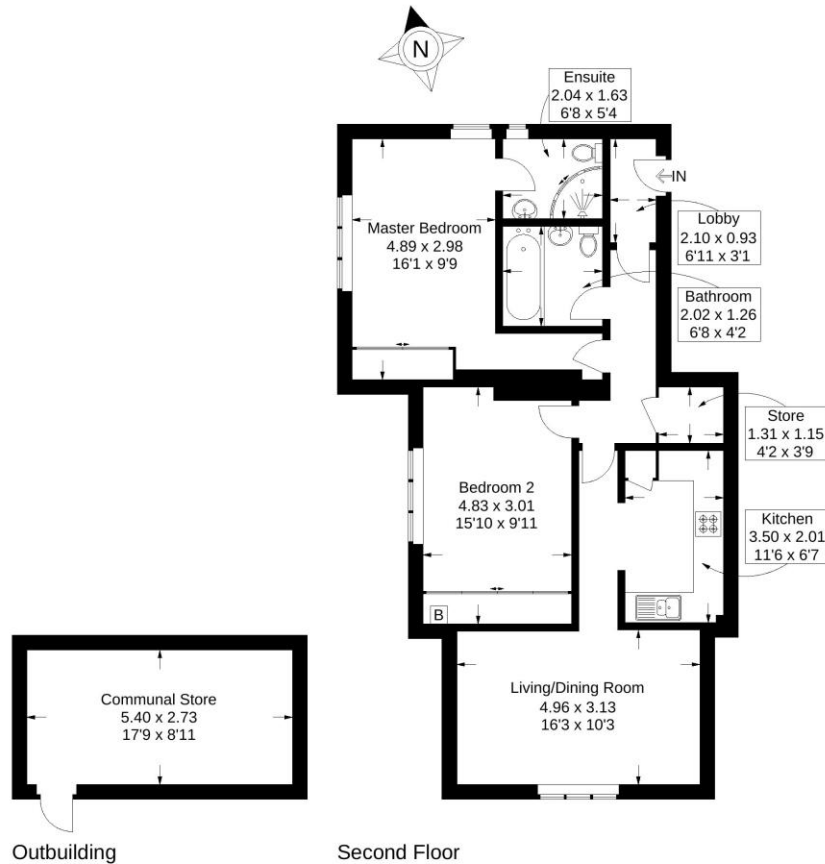 N
Ensuite
2.04 x 1.63
6'8 x 5'4
IN
Master Bedroom
4.89 x 2.98
16'1 x 9'9
Lobby
2.10 x 0.93
6'11 x 3'1
Bathroom
2.02 x 1.26
6'8 x 4'2
Store
1.31 x 1.15
4'2 x 3'9
Bedroom 2
4.83 x 3.01
15'10 x 9'11
Kitchen
3.50 x 2.01
11'6 x 6'7
B
Communal Store
5.40 x 2.73
17'9 x 8'11
Living/Dining Room
4.96 x 3.13
16'3 x 10'3
Outbuilding
Second Floor